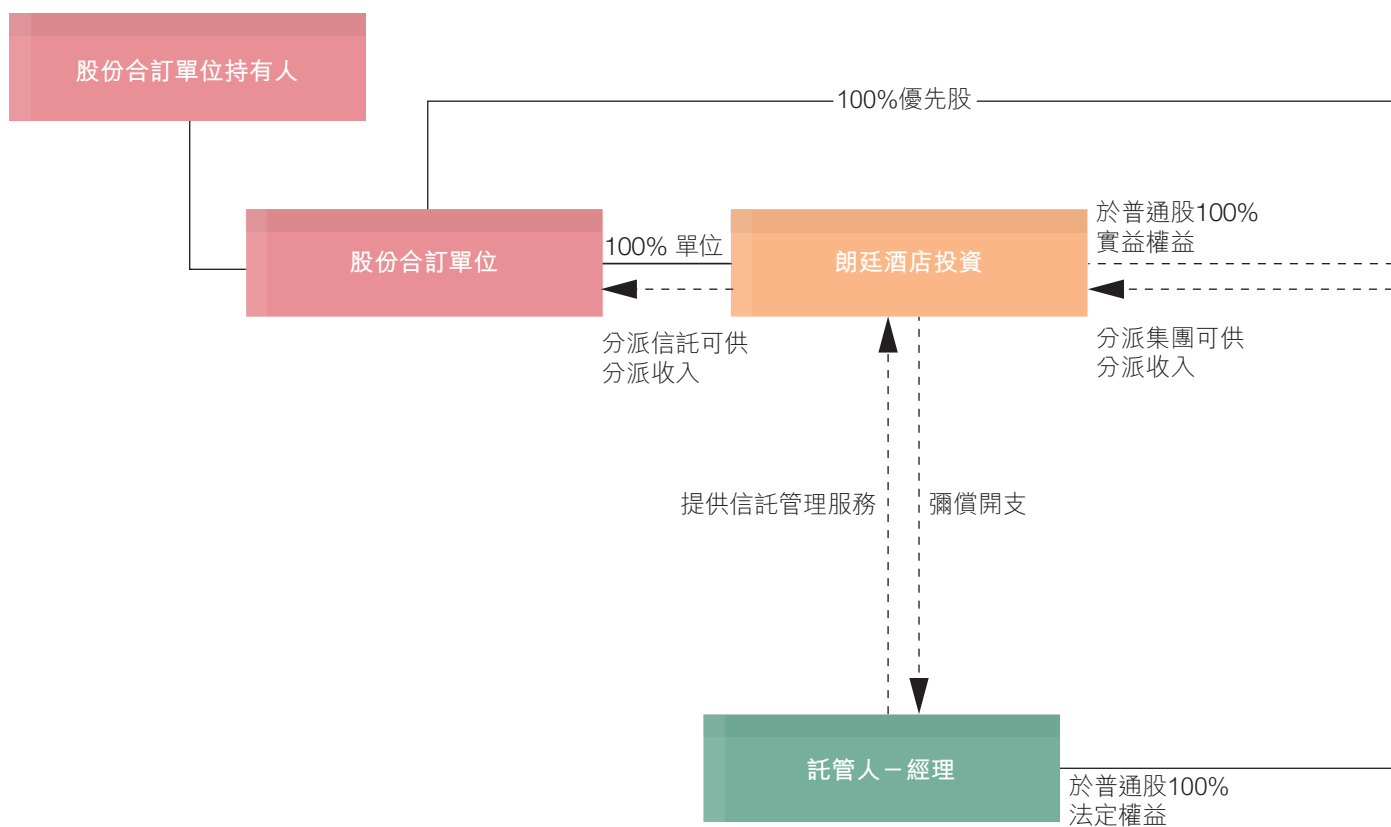 股份合訂單位持有人
100%優先股
股份合訂單位
100% 單位
朗廷酒店投資
於普通股100%
實益權益
分派信託可供
分派收入
分派集團可供
分派收入
提供信託管理服務
彌償開支
託管人－經理
於普通股100%
法定權益